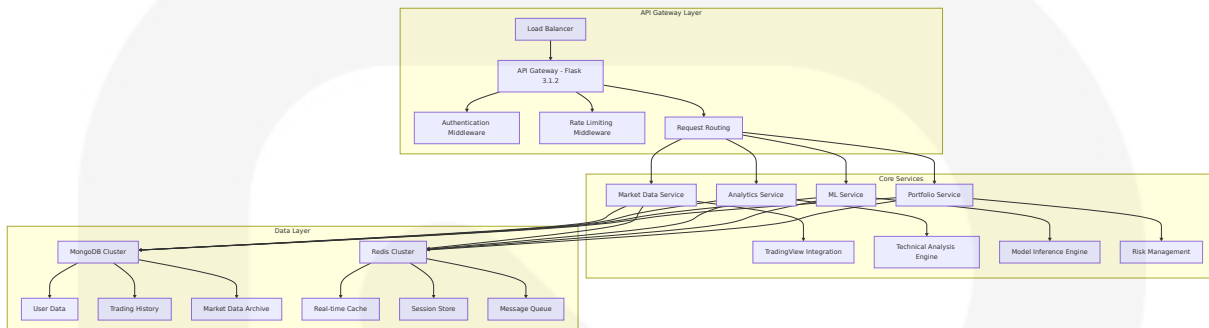 API Gateway Layer
Load Balancer
API Gateway - Flask
3.1.2
Authentication
Middleware
Rate Limiting
Middleware
Request Routing
Core Services
Market Data Service
Analytics Service
ML Service
Portfolio Service
TradingView Integration
Technical Analysis
Engine
Model Inference Engine
Risk Management
Data Layer
MongoDB Cluster
Redis Cluster
User Data
Trading History
Market Data Archive
Real-time Cache
Session Store
Message Queue